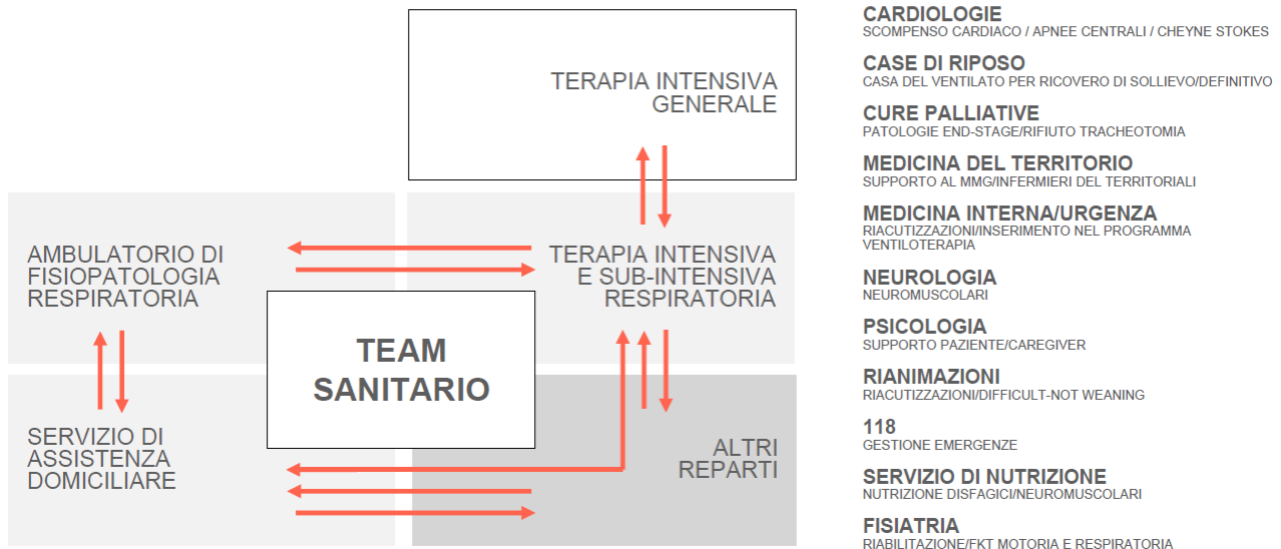 TERAPIA INTENSIVA
GENERALE
AMBULATORIO DI
FISIOPATOLOGIA
RESPIRATORIA
TERAPIA INTENSIVA
E SUB-INTENSIVA
RESPIRATORIA
TEAM
SANITARIO
SERVIZIO DI
ASSISTENZA
DOMICILIARE
ALTRI
REPARTI
CARDIOLOGIE
SCOMPENSO CARDIACO / APNEE CENTRALI / CHEYNE STOKES
CASE DI RIPOSO
CASA DEL VENTILATO PER RICOVERO DI SOLLIEVO/DEFINITIVO
CURE PALLIATIVE
PATOLOGIE END-STAGE/RIFIUTO TRACHEOTOMIA
MEDICINA DEL TERRITORIO
SUPPORTO AL MMG/INFERMIERI DEL TERRITORIALI
MEDICINA INTERNA/URGENZA
RIACUTIZZAZIONI/INSERIMENTO NEL PROGRAMMA
VENTILOTERAPIA
NEUROLOGIA
NEUROMUSCOLARI
PSICOLOGIA
SUPPORTO PAZIENTE/CAREGIVER
RIANIMAZIONI
RIACUTIZZAZIONI/DIFFICULT-NOT WEANING
118
GESTIONE EMERGENZE
SERVIZIO DI NUTRIZIONE
NUTRIZIONE DISFAGICI/NEUROMUSCOLARI
FISIATRIA
RIABILITAZIONE/FKT MOTORIA E RESPIRATORIA